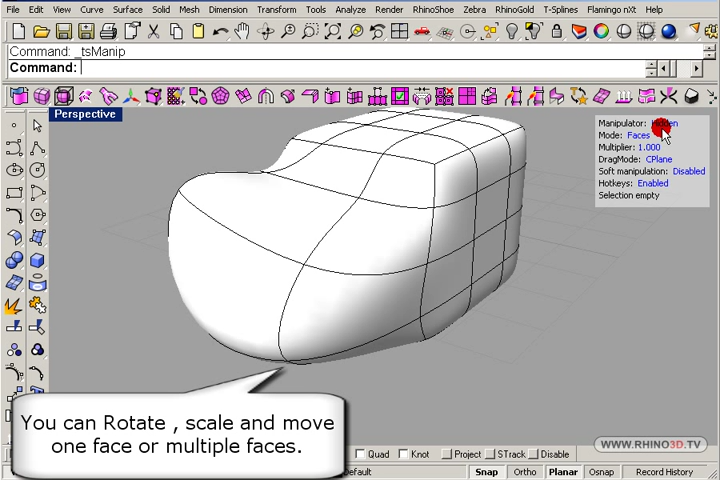 File Edit View Curve Surface Solid Mesh Dimension Transform Tools Analyze Render RhinoShoe Zebra RhinoGold T-Splines Flamingo nXt Help
Command: _tsManip
Command:
Perspective
Manipulator: Hidden
Mode: Faces
Multiplier: 1.000
DragMode: CPlane
Soft manipulation: Disabled
Hotkeys: Enabled
Selection empty
You can Rotate , scale and move
one face or multiple faces.
WWW.RHINO3D.TV
Quad Knot Project STrack Disable
Default Snap Ortho Planar Osnap Record History